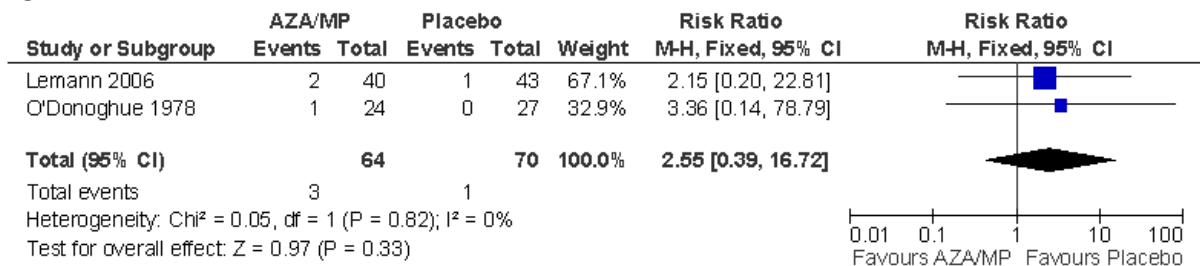 AZA/MP Placebo Risk Ratio Risk Ratio
Study or Subgroup Events Total Events Total Weight M-H, Fixed, 95% CI M-H, Fixed, 95% CI
Lemann 2006 2 40 1 43 67.1% 2.15 [0.20, 22.81]
O'Donoghue 1978 1 24 0 27 32.9% 3.36 [0.14, 78.79]
Total (95% CI) 64 70 100.0% 2.55 [0.39, 16.72]
Total events 3 1
Heterogeneity: Chi² = 0.05, df = 1 (P = 0.82); I² = 0%
Test for overall effect: Z = 0.97 (P = 0.33)
0.01 0.1 1 10 100
Favours AZA/MP Favours Placebo